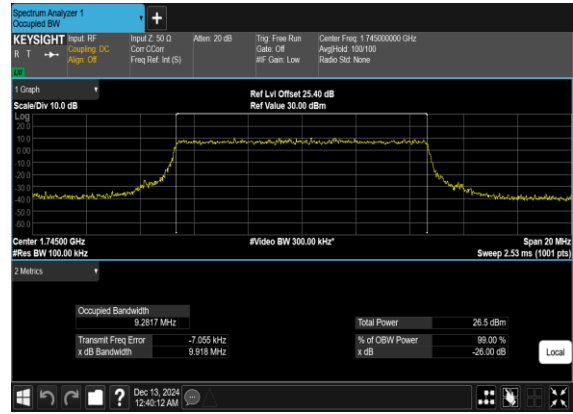 Spectrum Analyzer 1
Occupied BW
+
KEYSIGHT Input: RF Input Z: 50 Ω Atten: 20 dB Trig: Free Run Center Freq: 1.745000000 GHz
R T Coupling: DC Corr CCorr Gate: Off Avg|Hold: 100/100
Align: Off Freq Ref: Int (S) #IF Gain: Low Radio Std: None
LXI
1 Graph
Ref Lvl Offset 25.40 dB
Scale/Div 10.0 dB Ref Value 30.00 dBm
Log
20.0
10.0
0.00
-10.0
-20.0
-30.0
-40.0
-50.0
-60.0
Center 1.74500 GHz #Video BW 300.00 kHz* Span 20 MHz
#Res BW 100.00 kHz Sweep 2.53 ms (1001 pts)
2 Metrics
Occupied Bandwidth
9.2817 MHz Total Power 26.5 dBm
Transmit Freq Error -7.055 kHz % of OBW Power 99.00 %
x dB Bandwidth 9.918 MHz x dB -26.00 dB
Local
? Dec 13, 2024
12:40:12 AM